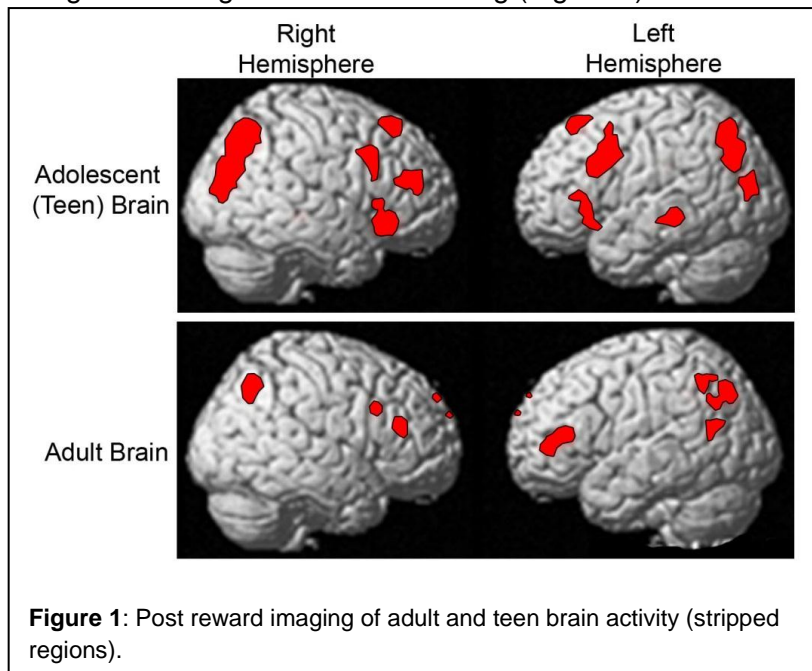 Right
Hemisphere
Left
Hemisphere
Adolescent
(Teen) Brain
Adult Brain
Figure 1: Post reward imaging of adult and teen brain activity (stripped
regions).